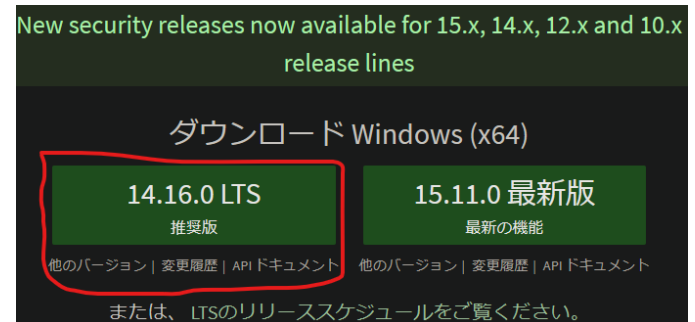 New security releases now available for 15.x, 14.x, 12.x and 10.x
release lines
ダウンロード Windows (x64)
14.16.0 LTS
推奨版
他のバージョン | 変更履歴 | API ドキュメント
15.11.0 最新版
最新の機能
他のバージョン | 変更履歴 | API ドキュメント
または、 LTSのリリーススケジュールをご覧ください。